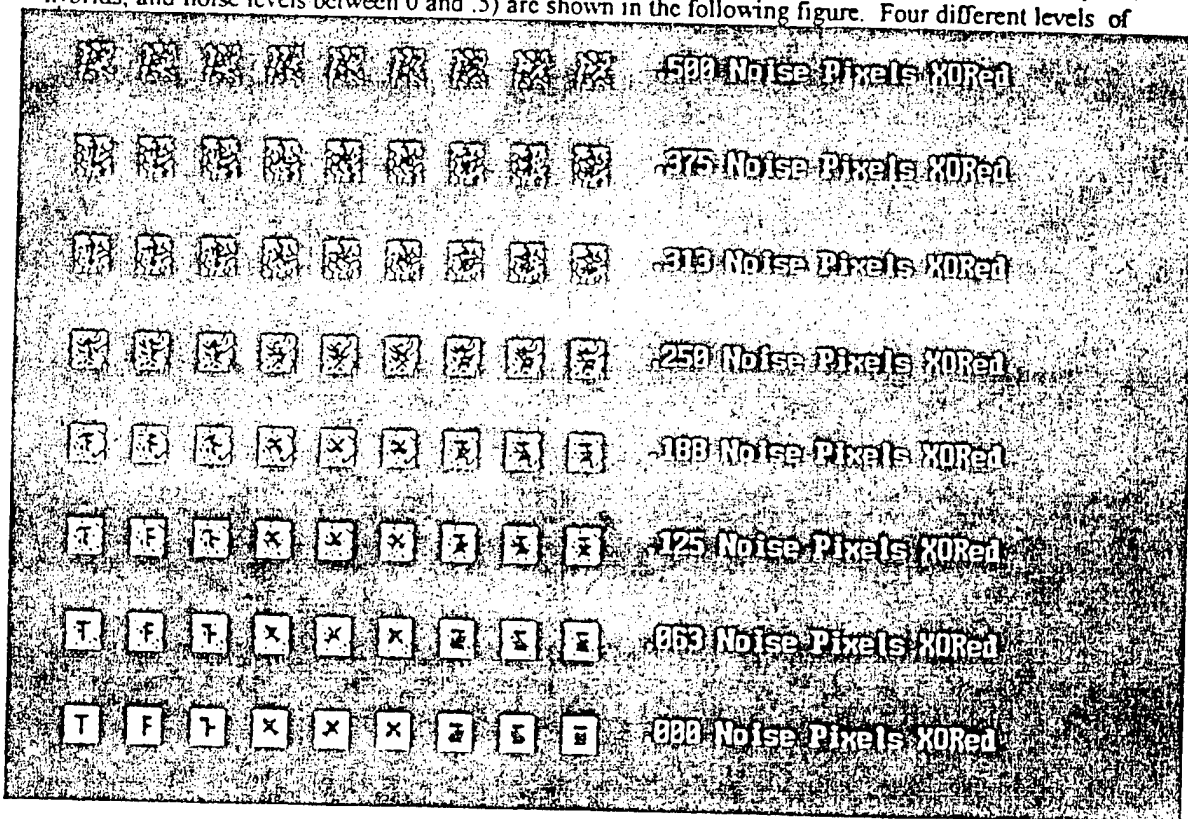 hybrids, and noise levels between 0 and .5) are shown in the following figure. Four different levels of
.500 Noise Pixels XORed
.375 Noise Pixels XORed
.313 Noise Pixels XORed
.250 Noise Pixels XORed
.188 Noise Pixels XORed
T F X X X .125 Noise Pixels XORed
T F X X X .063 Noise Pixels XORed
T F X X X .000 Noise Pixels XORed